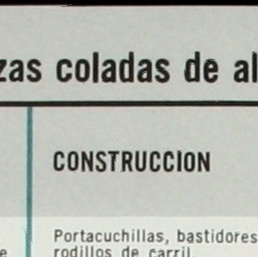 zas coladas de al
CONSTRUCCION
Portacuchillas, bastidores
e rodillos de carril